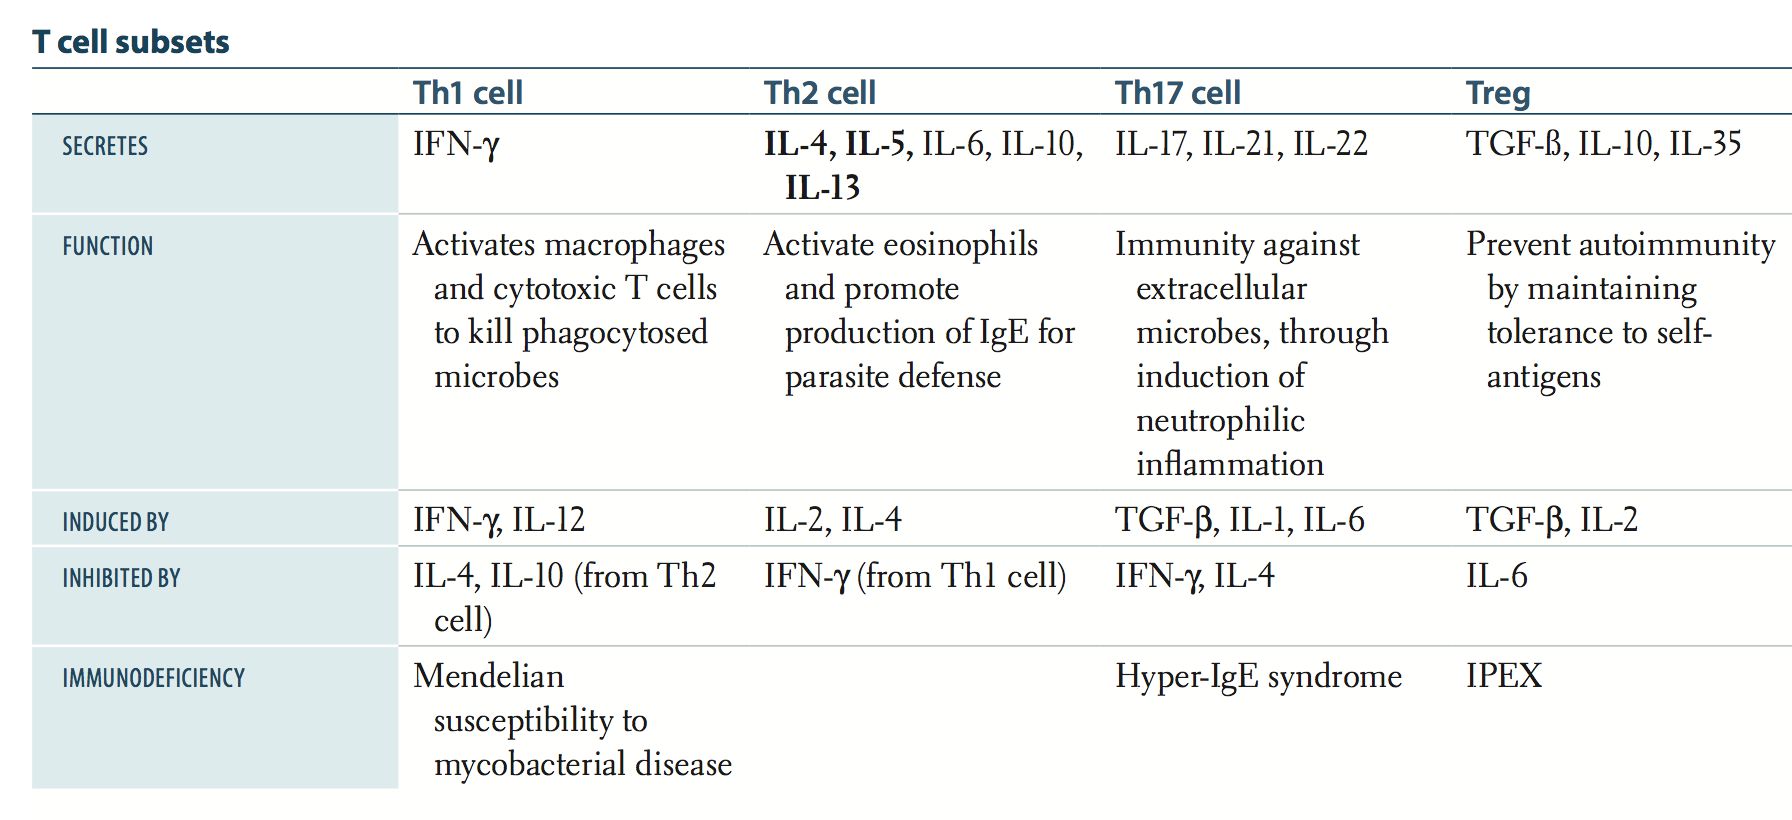 T cell subsets
Th1 cell Th2 cell Th17 cell Treg
SECRETES IFN-γ IL-4, IL-5, IL-6, IL-10, IL-17, IL-21, IL-22 TGF-ß, IL-10, IL-35
IL-13
FUNCTION Activates macrophages Activate eosinophils Immunity against Prevent autoimmunity
and cytotoxic T cells and promote extracellular by maintaining
to kill phagocytosed production of IgE for microbes, through tolerance to self-
microbes parasite defense induction of antigens
neutrophilic
inflammation
INDUCED BY IFN-γ, IL-12 IL-2, IL-4 TGF-β, IL-1, IL-6 TGF-β, IL-2
INHIBITED BY IL-4, IL-10 (from Th2 IFN-γ (from Th1 cell) IFN-γ, IL-4 IL-6
cell)
IMMUNODEFICIENCY Mendelian Hyper-IgE syndrome IPEX
susceptibility to
mycobacterial disease